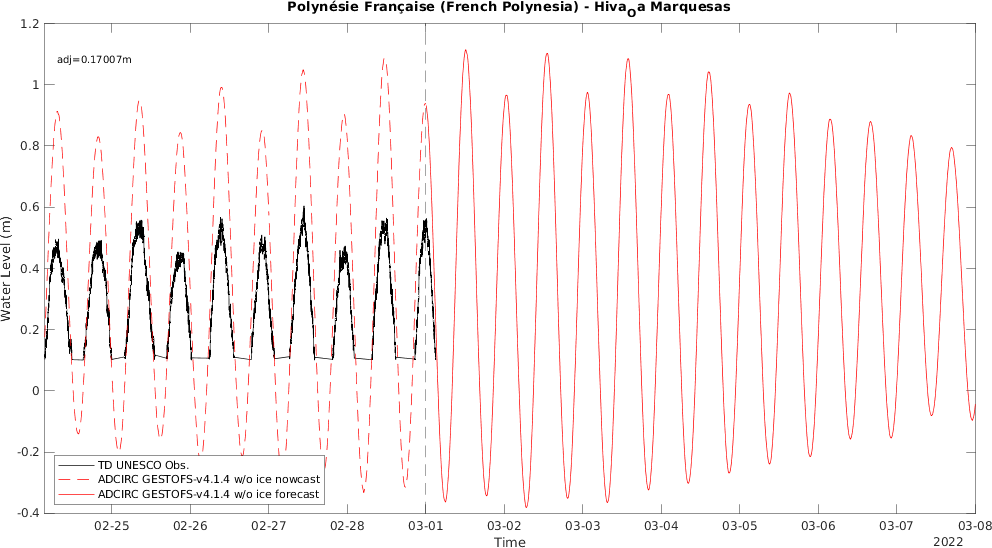 Polynésie Française (French Polynesia) - Hiva_Oa Marquesas
1.2
adj=0.17007m
1
0.8
0.6
0.4
0.2
0
-0.2
-0.4
Water Level (m)
TD UNESCO Obs.
ADCIRC GESTOFS-v4.1.4 w/o ice nowcast
ADCIRC GESTOFS-v4.1.4 w/o ice forecast
02-25 02-26 02-27 02-28 03-01 03-02 03-03 03-04 03-05 03-06 03-07 03-08
Time
2022